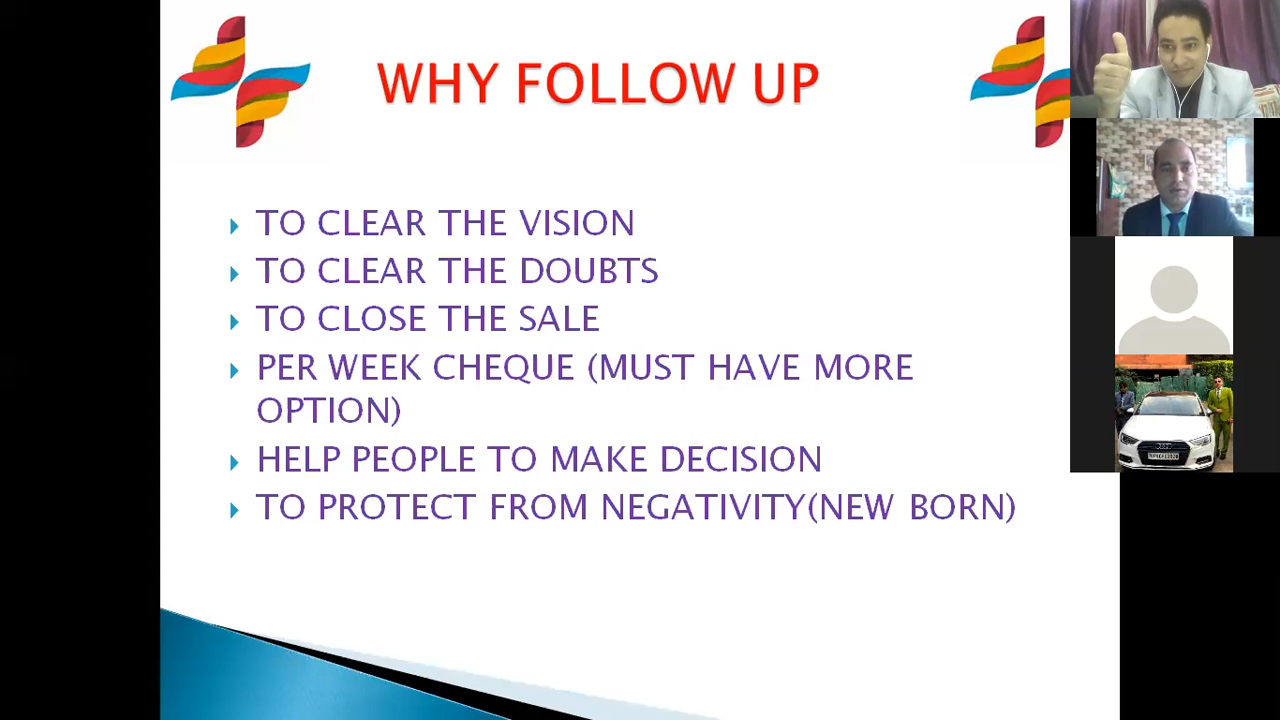 WHY FOLLOW UP
TO CLEAR THE VISION
TO CLEAR THE DOUBTS
TO CLOSE THE SALE
PER WEEK CHEQUE (MUST HAVE MORE
OPTION)
HELP PEOPLE TO MAKE DECISION
TO PROTECT FROM NEGATIVITY(NEW BORN)